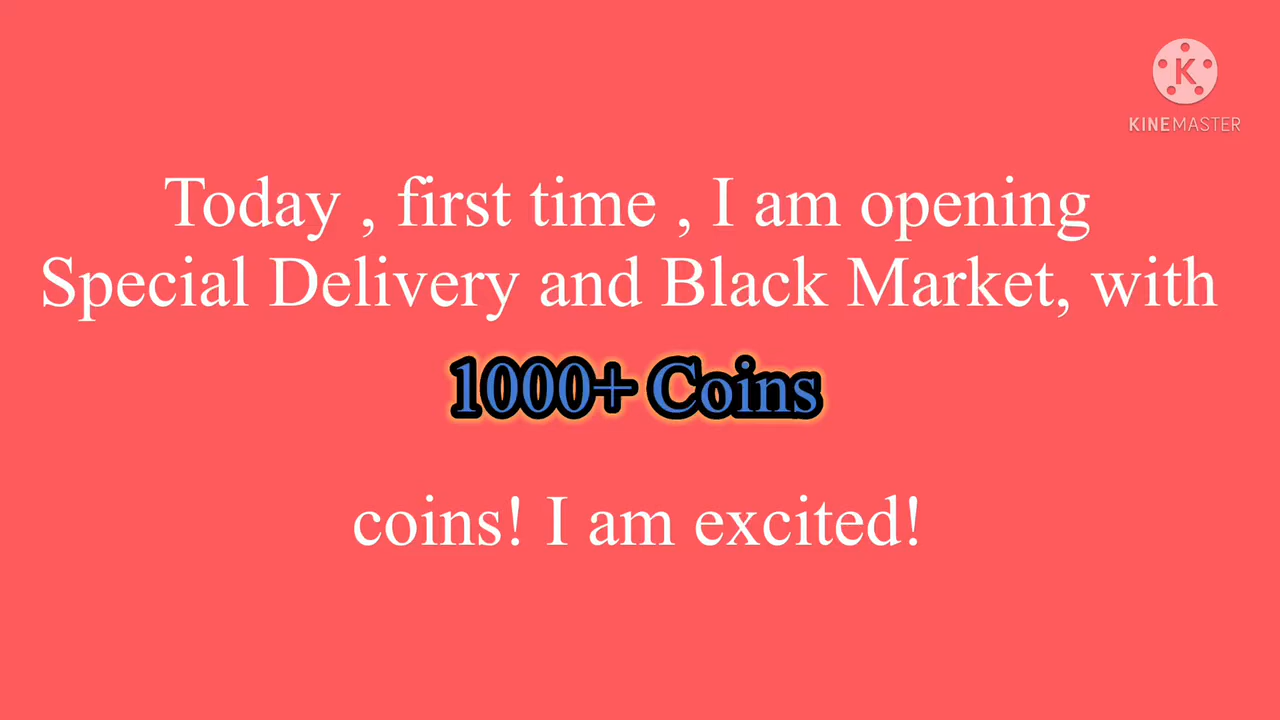 KINEMASTER
Today , first time , I am opening
Special Delivery and Black Market, with
1000+ Coins
coins! I am excited!